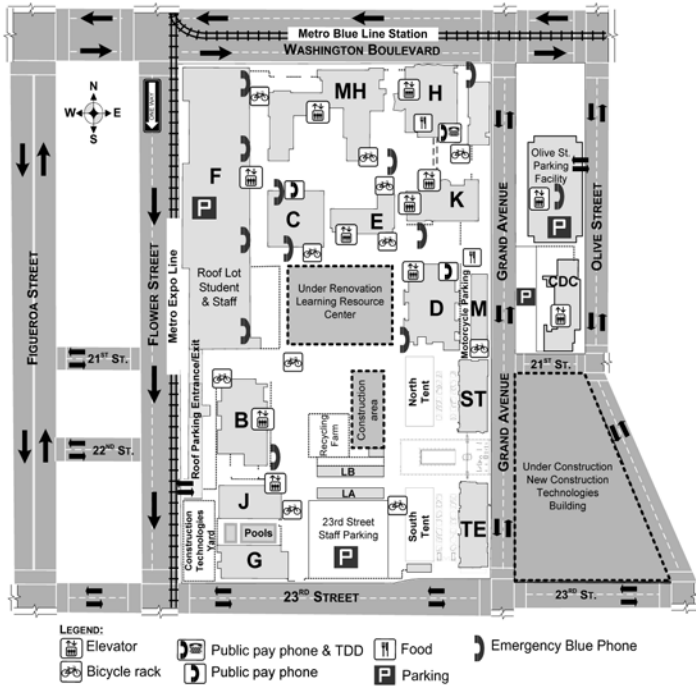 Metro Blue Line Station
WASHINGTON BOULEVARD
N
W E
S
ONE WAY
MH
H
F
P
C
E
K
Olive St.
Parking
Facility
P
Roof Lot
Student
& Staff
Under Renovation
Learning Resource
Center
D
Motorcycle Parking
M
P
CDC
FIGUEROA STREET
FLOWER STREET
Metro Expo Line
GRAND AVENUE
OLIVE STREET
21ST ST.
21ST ST.
Roof Parking Entrance/Exit
B
Construction
area
North
Tent
ST
GRAND AVENUE
22ND ST.
Recycling
Farm
LB
LA
Under Construction
New Construction
Technologies
Building
J
Construction
Technologies
Yard
Pools
G
23rd Street
Staff Parking
P
South
Tent
TE
23RD STREET
23RD ST.
LEGEND:
Elevator
Public pay phone & TDD
Food
Emergency Blue Phone
Bicycle rack
Public pay phone
P Parking